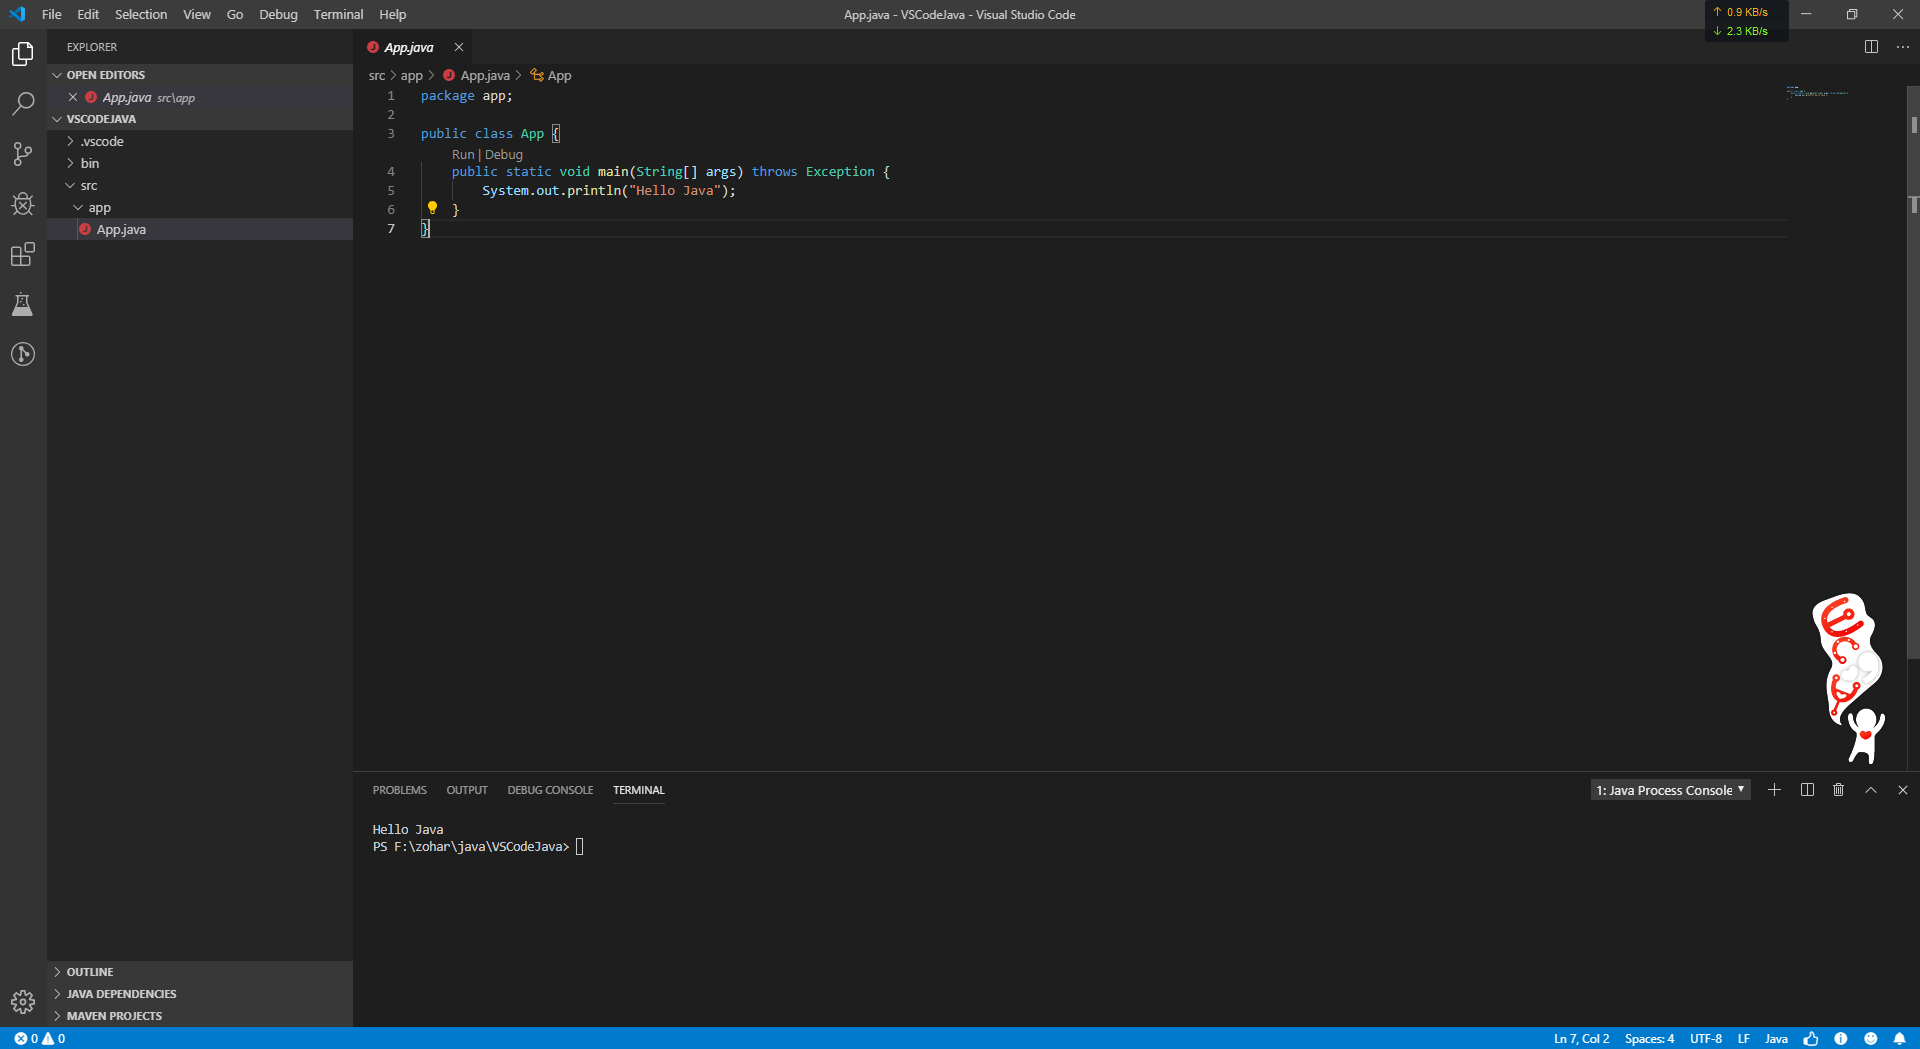 File Edit Selection View Go Debug Terminal Help
App.java - VSCodeJava - Visual Studio Code
↑ 0.9 KB/s
↓ 2.3 KB/s
EXPLORER
OPEN EDITORS
App.java src\app
VSCODEJAVA
.vscode
bin
src
app
App.java
App.java
src > app > App.java > App
1 package app;
2
3 public class App {
Run | Debug
4 public static void main(String[] args) throws Exception {
5 System.out.println("Hello Java");
6 }
7 }
PROBLEMS OUTPUT DEBUG CONSOLE TERMINAL
1: Java Process Console
Hello Java
PS F:\zohar\java\VSCodeJava>
OUTLINE
JAVA DEPENDENCIES
MAVEN PROJECTS
0 0
Ln 7, Col 2 Spaces: 4 UTF-8 LF Java